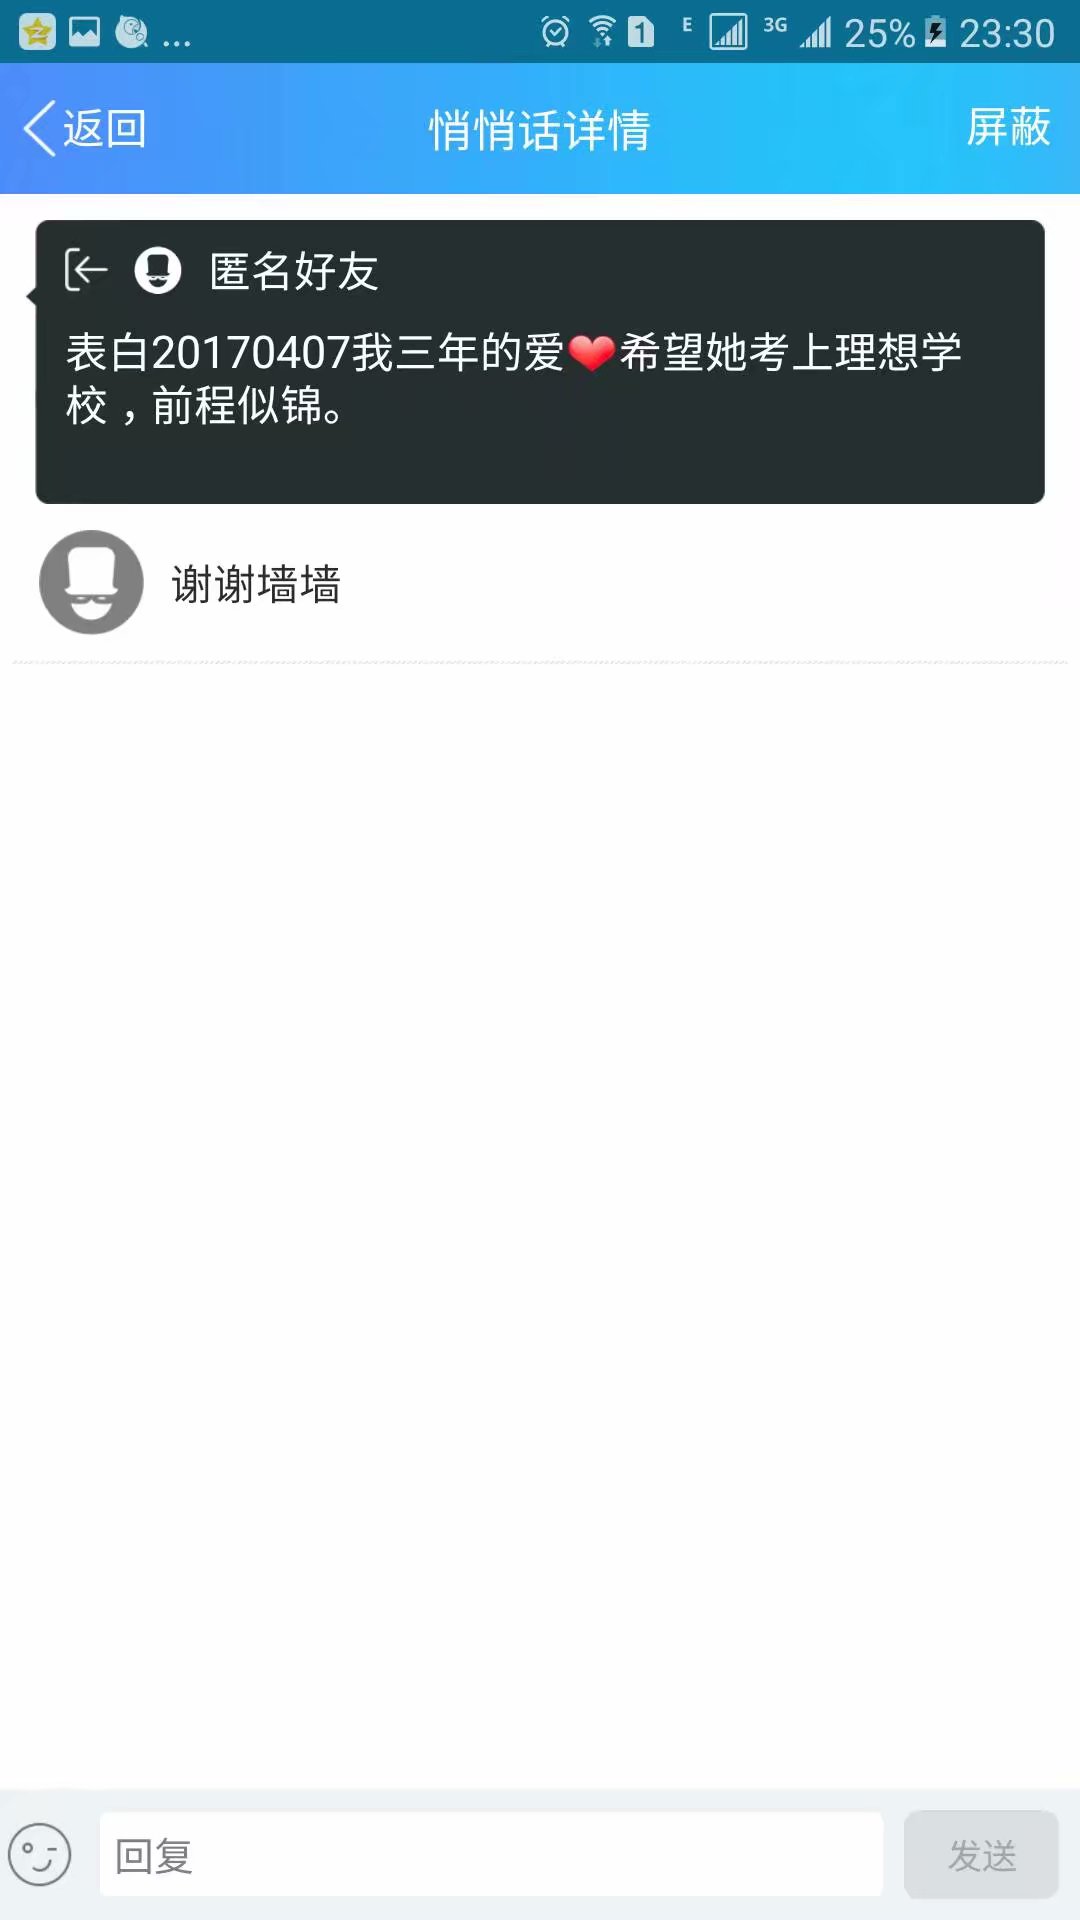 ... 1 E 3G 25% 23:30
返回 悄悄话详情 屏蔽
匿名好友
表白20170407我三年的爱❤希望她考上理想学
校，前程似锦。
谢谢墙墙
回复 发送